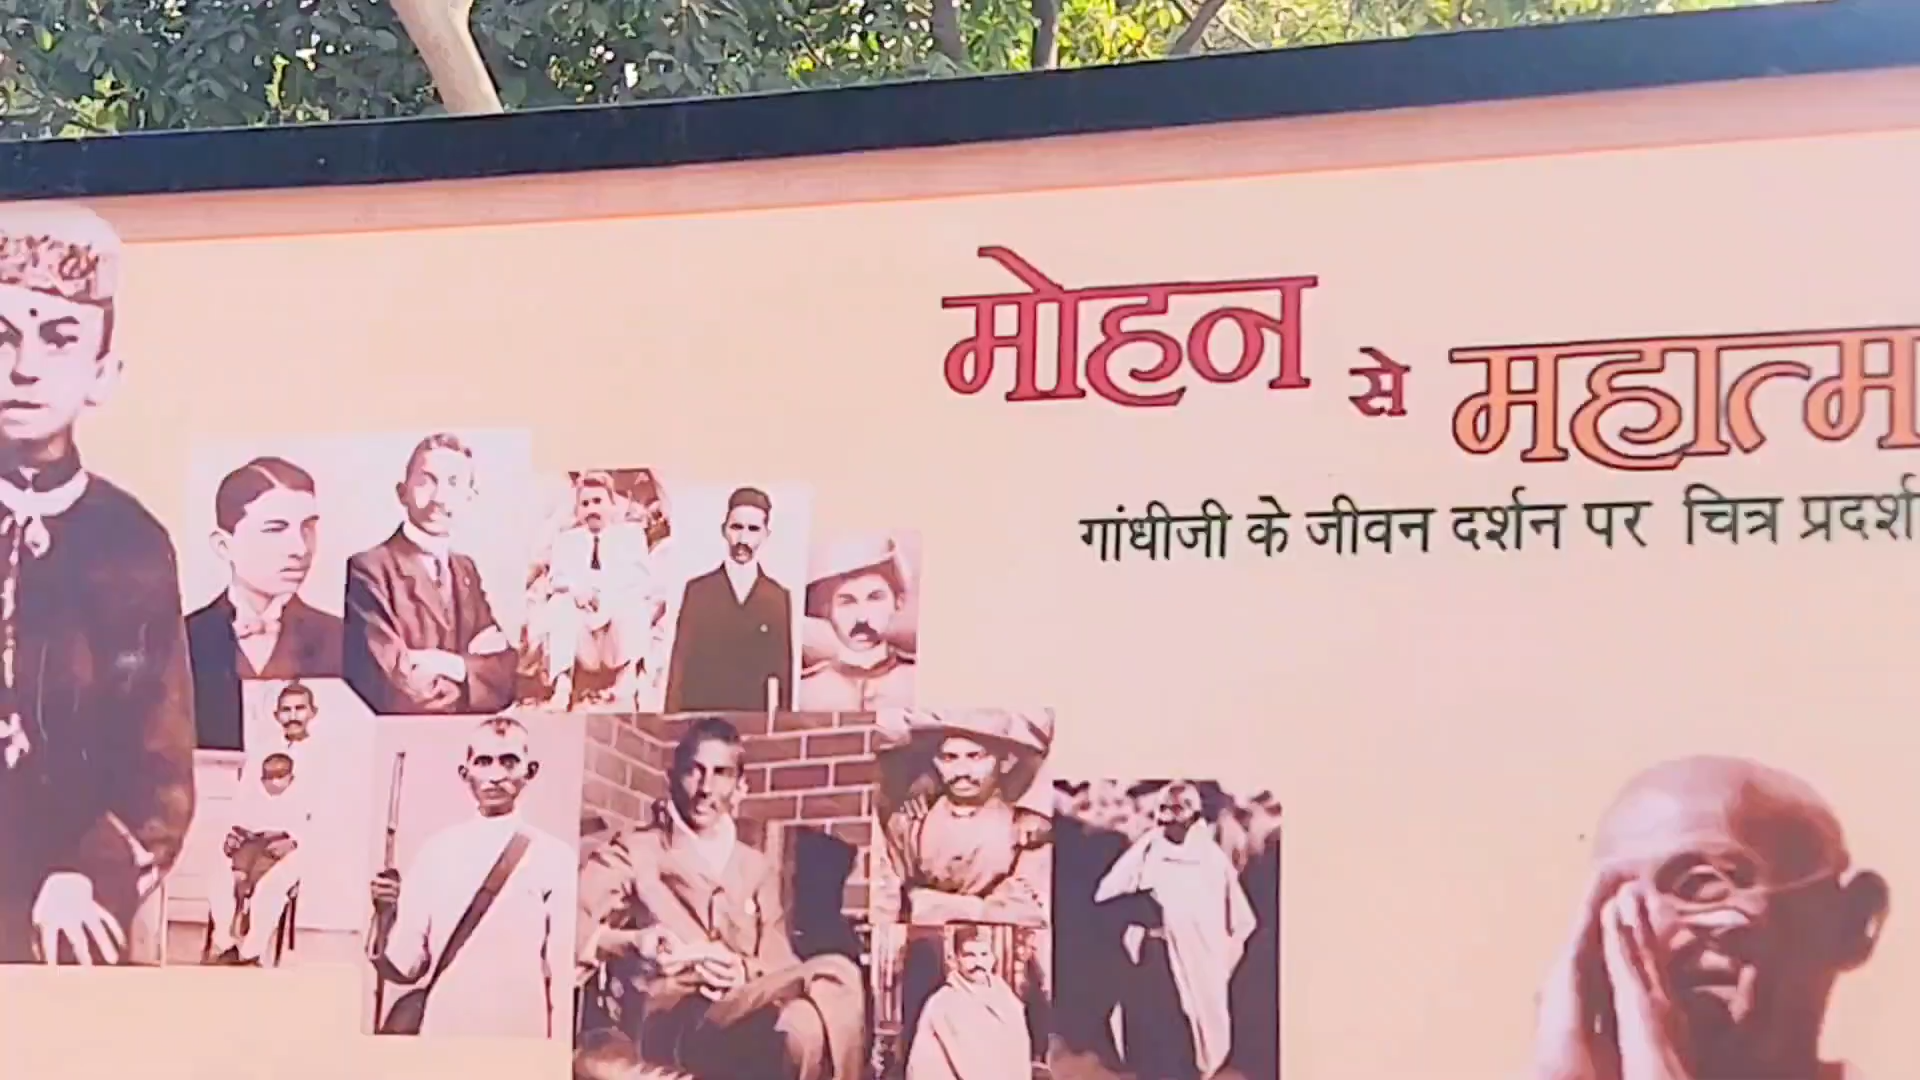 मोहन से महात्म
गांधीजी के जीवन दर्शन पर चित्र प्रदर्श